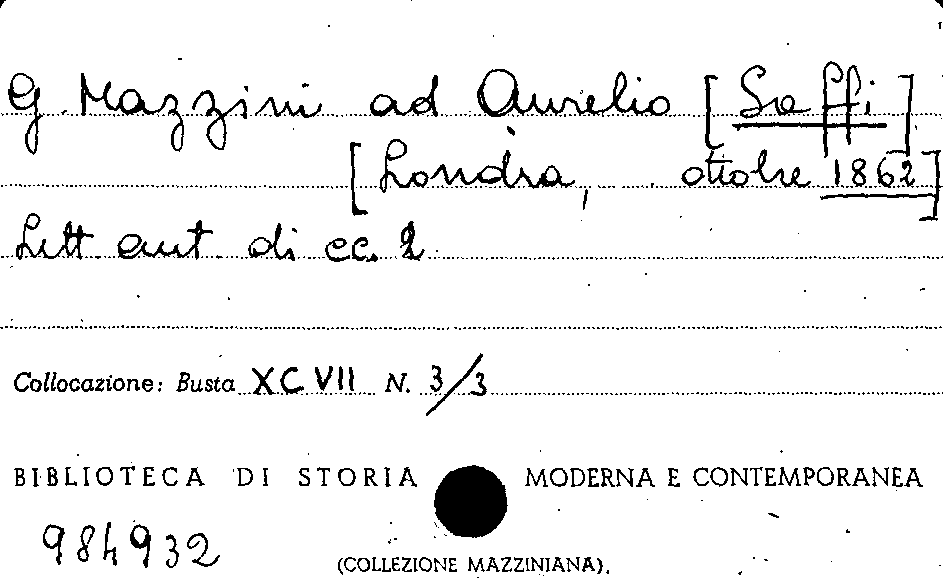 G. Mazzini ad Aurelio [Saffi]
[Londra, ottobre 1862]
Lett aut. di cc. 2
Collocazione: Busta XCVII N. 3/3
BIBLIOTECA DI STORIA MODERNA E CONTEMPORANEA
984932
(COLLEZIONE MAZZINIANA).